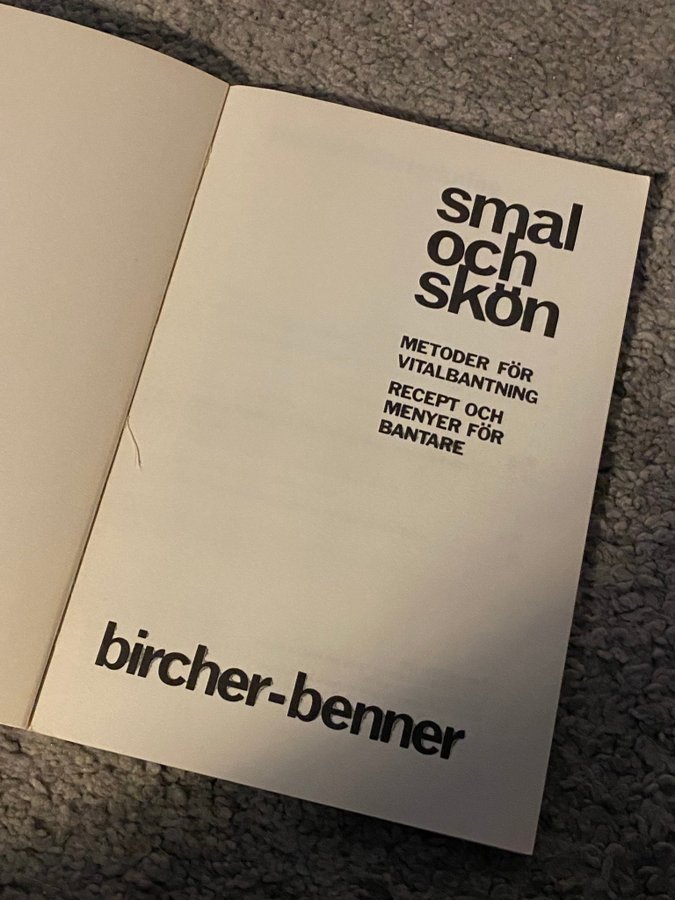 smal
och
skön
METODER FÖR
VITALBANTNING
RECEPT OCH
MENYER FÖR
BANTARE
bircher-benner